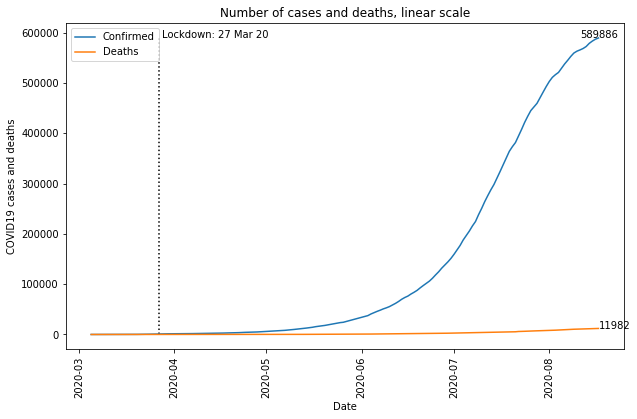 Number of cases and deaths, linear scale
Confirmed
Deaths
Lockdown: 27 Mar 20
589886
11982
600000
500000
400000
300000
200000
100000
0
COVID19 cases and deaths
2020-03
2020-04
2020-05
2020-06
2020-07
2020-08
Date